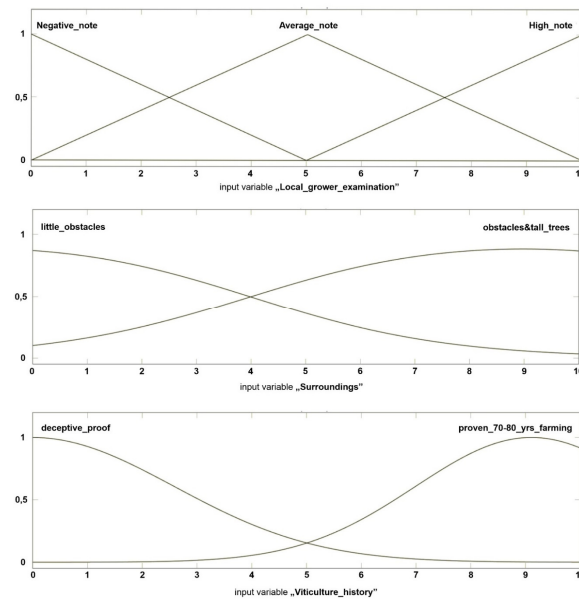 Negative_note Average_note High_note
1
0,5
0
0 1 2 3 4 5 6 7 8 9 10
input variable „Local_grower_examination”
little_obstacles obstacles&tall_trees
1
0,5
0
0 1 2 3 4 5 6 7 8 9 10
input variable „Surroundings”
deceptive_proof proven_70-80_yrs_farming
1
0,5
0
0 1 2 3 4 5 6 7 8 9 1
input variable „Viticulture_history”